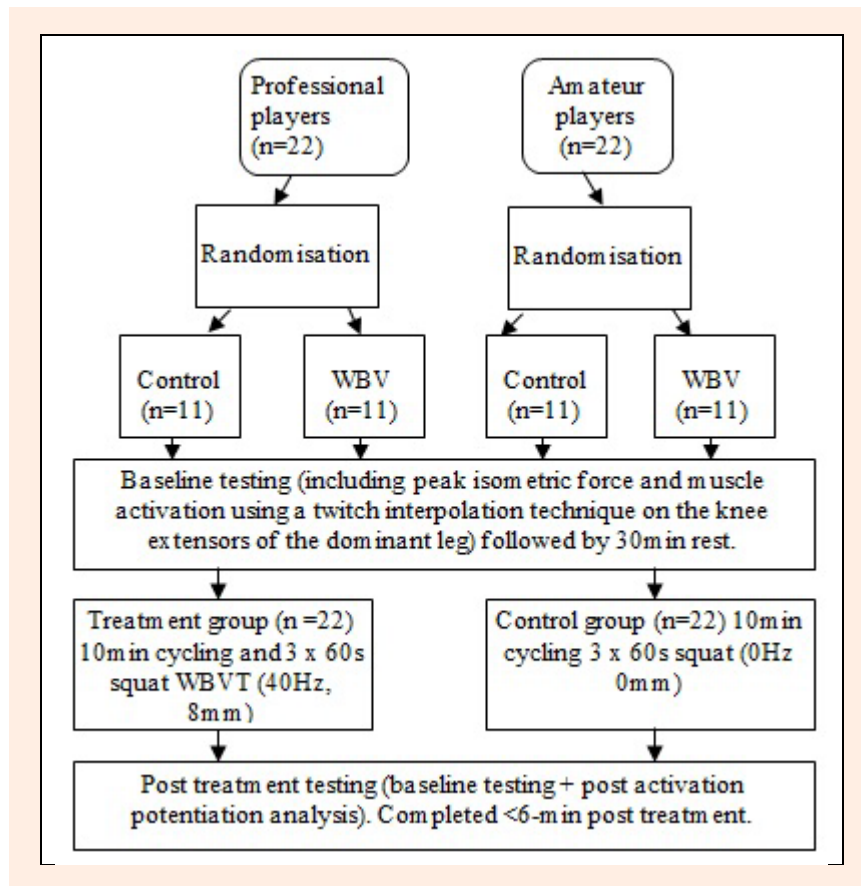 Professional
players
(n=22)
Amateur
players
(n=22)
Randomisation
Randomisation
Control
(n=11)
WBV
(n=11)
Control
(n=11)
WBV
(n=11)
Baseline testing (including peak isometric force and muscle
activation using a twitch interpolation technique on the knee
extensors of the dominant leg) followed by 30min rest.
Treatment group (n =22)
10min cycling and 3 x 60s
squat WBVT (40Hz,
8mm)
Control group (n=22) 10min
cycling 3 x 60s squat (0Hz
0mm)
Post treatment testing (baseline testing + post activation
potentiation analysis). Completed <6-min post treatment.